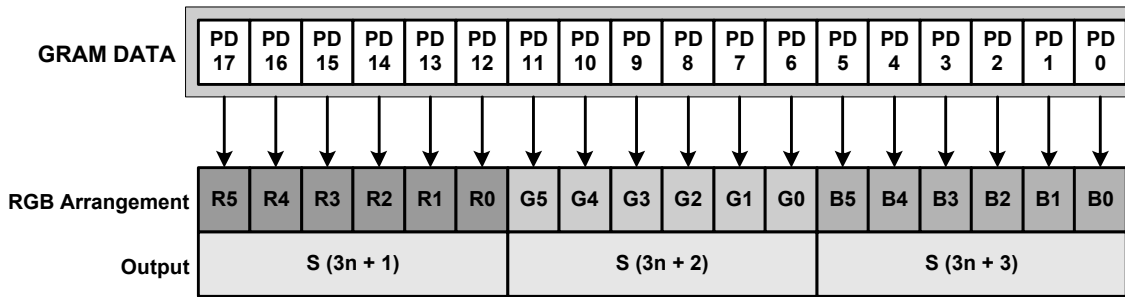 GRAM DATA PD 17 PD 16 PD 15 PD 14 PD 13 PD 12 PD 11 PD 10 PD 9 PD 8 PD 7 PD 6 PD 5 PD 4 PD 3 PD 2 PD 1 PD 0
RGB Arrangement R5 R4 R3 R2 R1 R0 G5 G4 G3 G2 G1 G0 B5 B4 B3 B2 B1 B0
Output S (3n + 1) S (3n + 2) S (3n + 3)